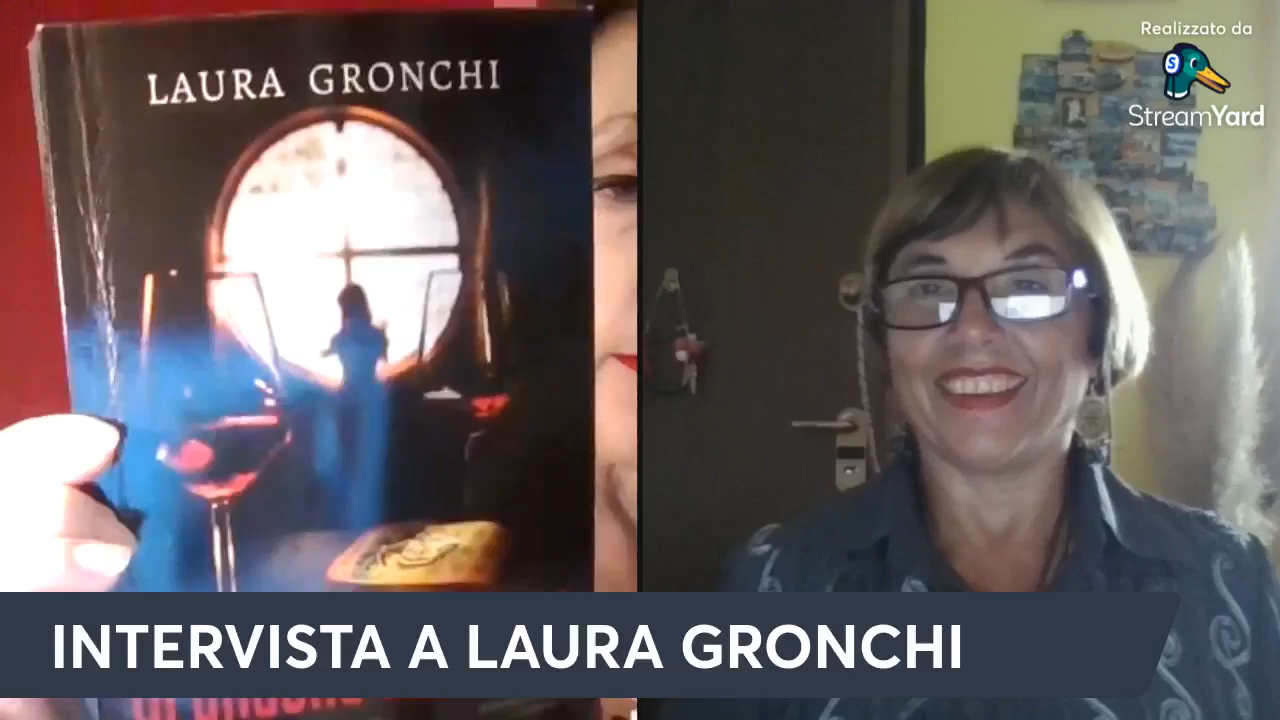 LAURA GRONCHI
Realizzato da
S
StreamYard
INTERVISTA A LAURA GRONCHI